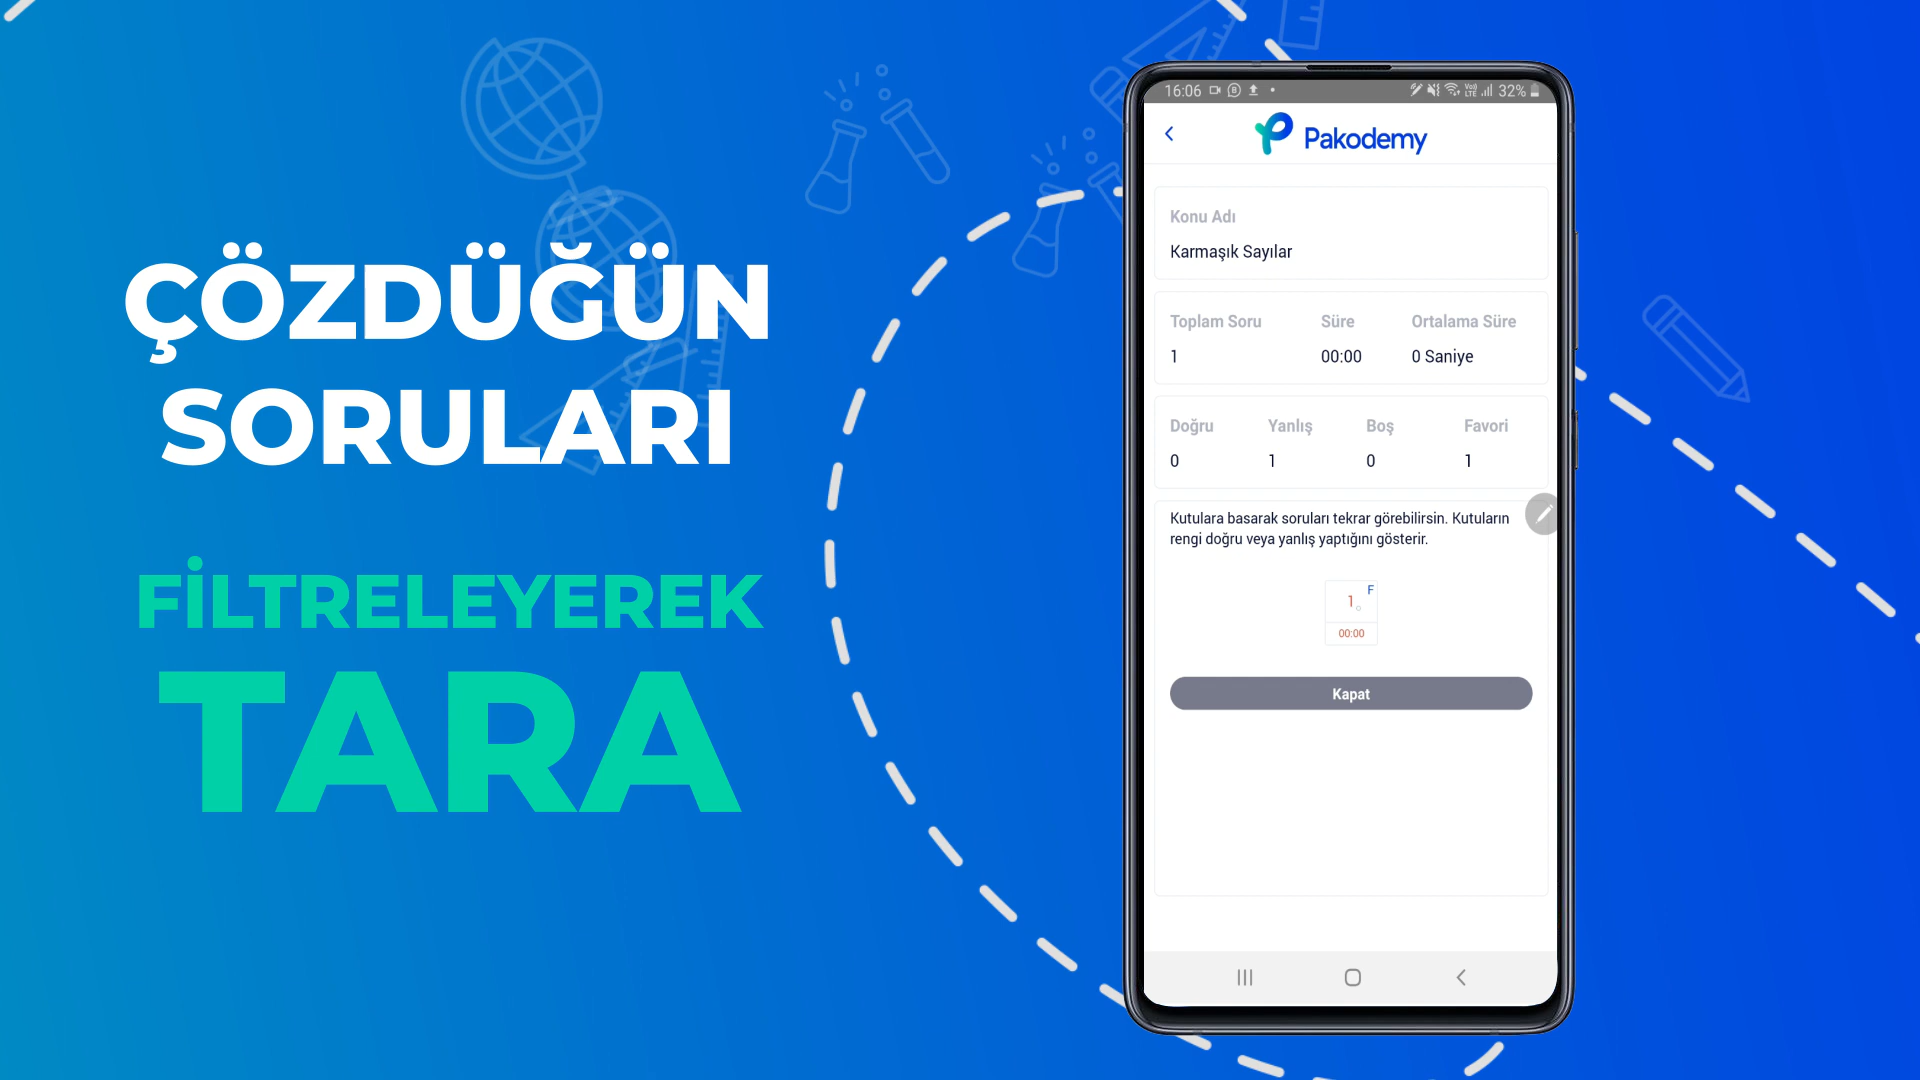 ÇÖZDÜĞÜN
SORULARI
FİLTRELEYEREK
TARA
16:06 32%
Pakodemy
Konu Adı
Karmaşık Sayılar
Toplam Soru Süre Ortalama Süre
1 00:00 0 Saniye
Doğru Yanlış Boş Favori
0 1 0 1
Kutulara basarak soruları tekrar görebilirsin. Kutuların
rengi doğru veya yanlış yaptığını gösterir.
F
1
00:00
Kapat